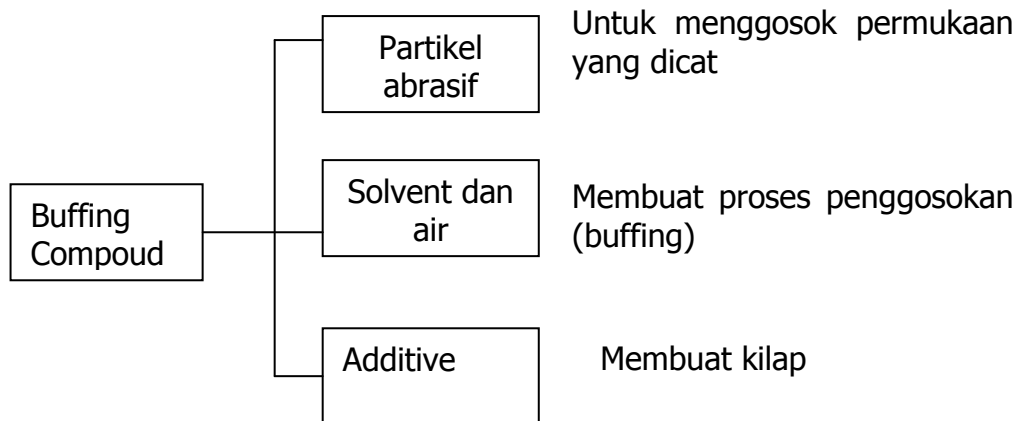 Partikel
abrasif
Untuk menggosok permukaan
yang dicat
Buffing
Compoud
Solvent dan
air
Membuat proses penggosokan
(buffing)
Additive
Membuat kilap